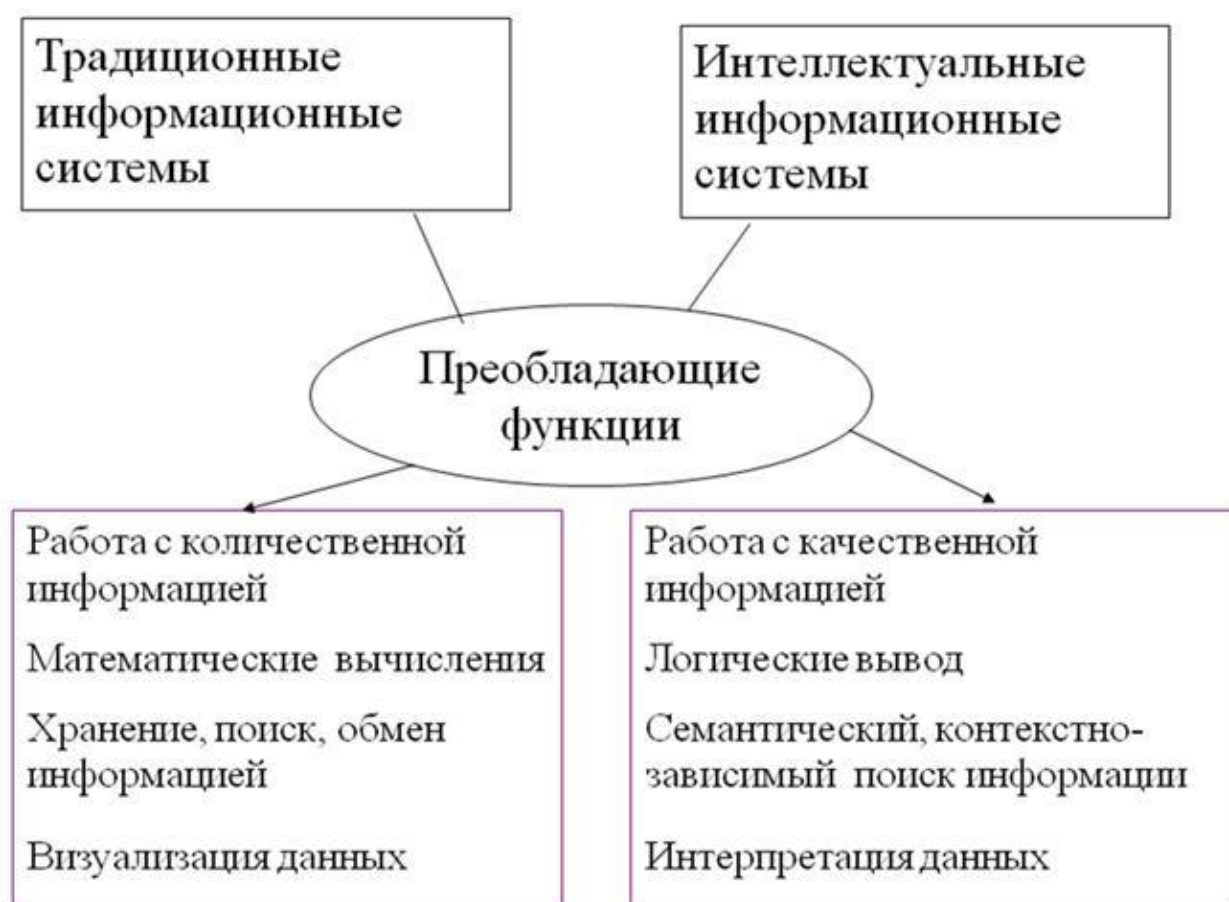 Традиционные
информационные
системы
Интеллектуальные
информационные
системы
Преобладающие
функции
Работа с количественной
информацией
Математические вычисления
Хранение, поиск, обмен
информацией
Визуализация данных
Работа с качественной
информацией
Логические вывод
Семантический, контекстно-
зависимый поиск информации
Интерпретация данных